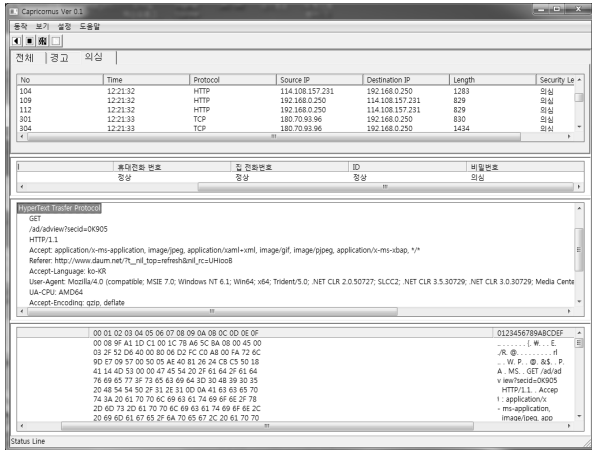 Capricornus Ver 0.1
동작 보기 설정 도움말
전체 경고 의심
No Time Protocol Source IP Destination IP Length Security Le
104 12:21:32 HTTP 114.108.157.231 192.168.0.250 1283 의심
109 12:21:32 HTTP 192.168.0.250 114.108.157.231 829 의심
112 12:21:32 HTTP 192.168.0.250 114.108.157.231 829 의심
301 12:21:33 TCP 180.70.93.96 192.168.0.250 830 의심
304 12:21:33 TCP 180.70.93.96 192.168.0.250 1434 의심
휴대전화 번호 집 전화번호 ID 비밀번호
정상 정상 정상 의심
HyperText Trasfer Protocol
GET
/ad/adview?secid=0K905
HTTP/1.1
Accept: application/x-ms-application, image/jpeg, application/xaml+xml, image/gif, image/pjpeg, application/x-ms-xbap, */*
Referer: http://www.daum.net/?t__nil_top=refresh&nil_rc=UHiooB
Accept-Language: ko-KR
User-Agent: Mozilla/4.0 (compatible; MSIE 7.0; Windows NT 6.1; Win64; x64; Trident/5.0; .NET CLR 2.0.50727; SLCC2; .NET CLR 3.5.30729; .NET CLR 3.0.30729; Media Cente
UA-CPU: AMD64
Accept-Encoding: gzip, deflate
00 01 02 03 04 05 06 07 08 09 0A 0B 0C 0D 0E 0F 0123456789ABCDEF
00 08 9F A1 1D C1 00 1C 7B A6 5C 8A 08 00 45 00 .. . . . . . . {. ₩. . . E.
03 2F 52 D6 40 00 80 06 D2 FC C0 A8 00 FA 72 6C ./R. @. . . . . . . . . rl
9D E7 09 57 00 50 05 AE 40 81 26 24 C8 C5 50 18 .. . W. P. . @. &$. . P.
41 14 4D 53 00 00 47 45 54 20 2F 61 64 2F 61 64 A . MS. . GET /ad/ad
76 69 65 77 3F 73 65 63 69 64 3D 30 4B 39 30 35 v iew?secid=0K905
20 48 54 54 50 2F 31 2E 31 0D 0A 41 63 63 65 70 HTTP/1.1. . Accep
74 3A 20 61 70 70 6C 69 63 61 74 69 6F 6E 2F 78 t : application/x
2D 6D 73 2D 61 70 70 6C 69 63 61 74 69 6F 6E 2C - ms-application,
20 69 6D 61 67 65 2F 6A 70 65 67 2C 20 61 70 70 image/jpeg, app
Status Line